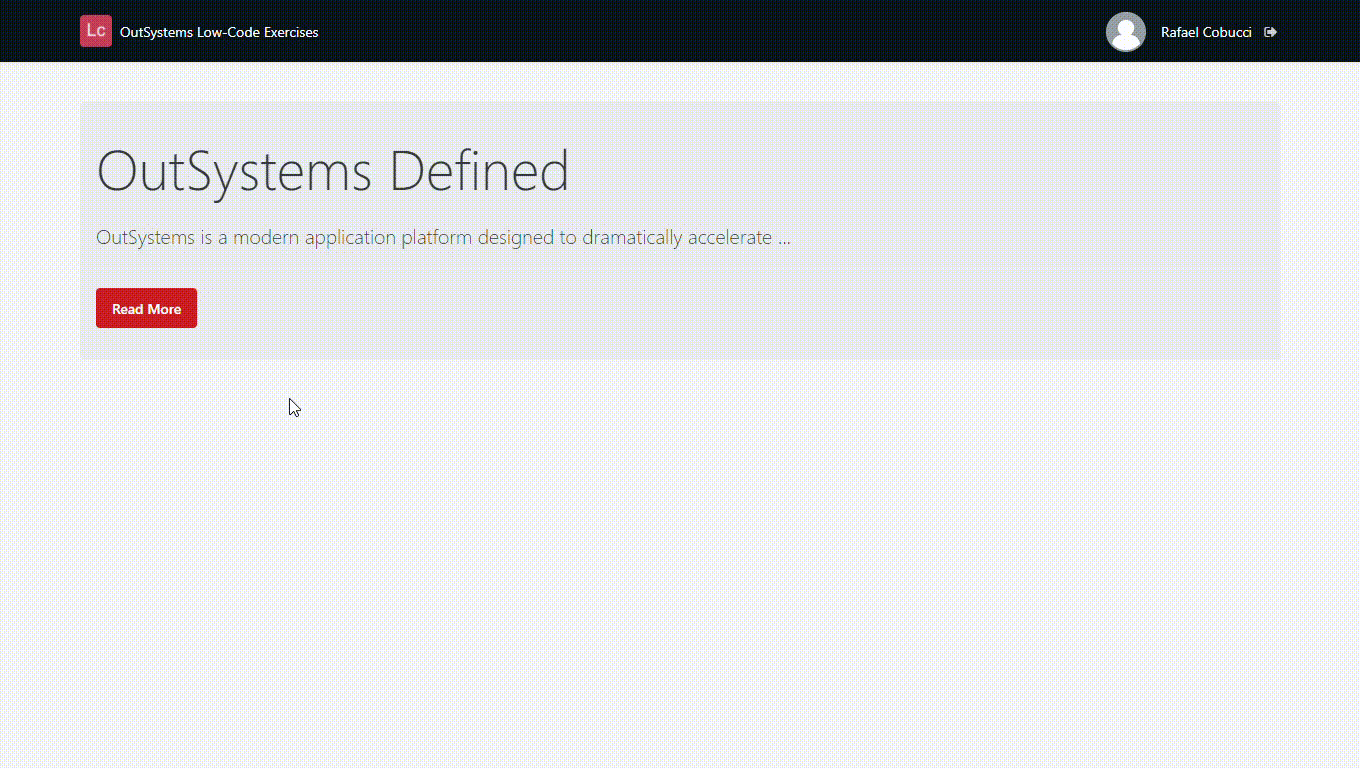 Lc OutSystems Low-Code Exercises Rafael Cobucci
OutSystems Defined
OutSystems is a modern application platform designed to dramatically accelerate ...
Read More